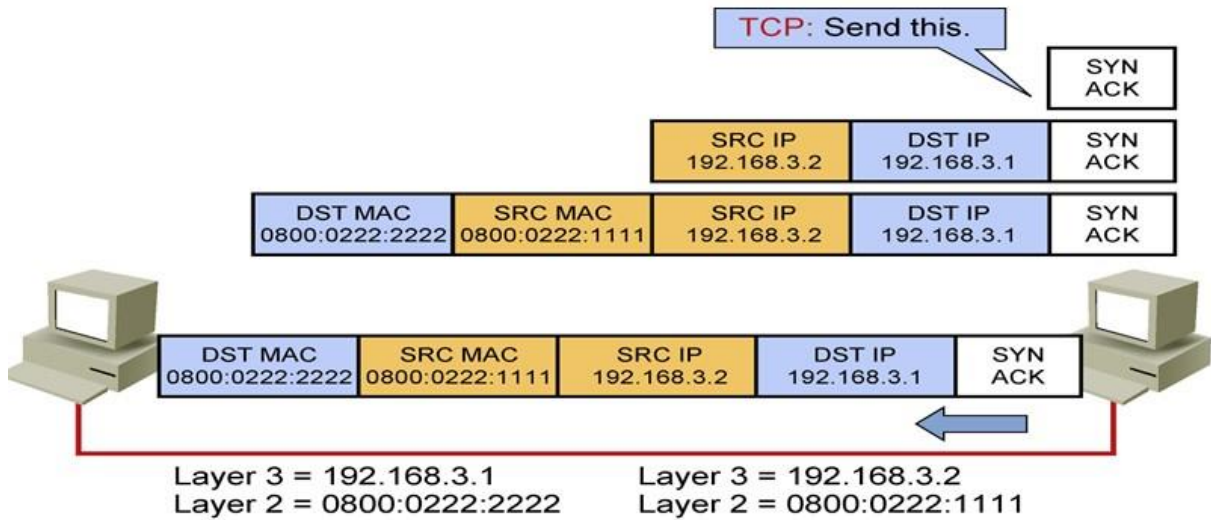 TCP: Send this.
SYN
ACK
SRC IP
192.168.3.2
DST IP
192.168.3.1
SYN
ACK
DST MAC
0800:0222:2222
SRC MAC
0800:0222:1111
SRC IP
192.168.3.2
DST IP
192.168.3.1
SYN
ACK
DST MAC
0800:0222:2222
SRC MAC
0800:0222:1111
SRC IP
192.168.3.2
DST IP
192.168.3.1
SYN
ACK
Layer 3 = 192.168.3.1
Layer 2 = 0800:0222:2222
Layer 3 = 192.168.3.2
Layer 2 = 0800:0222:1111